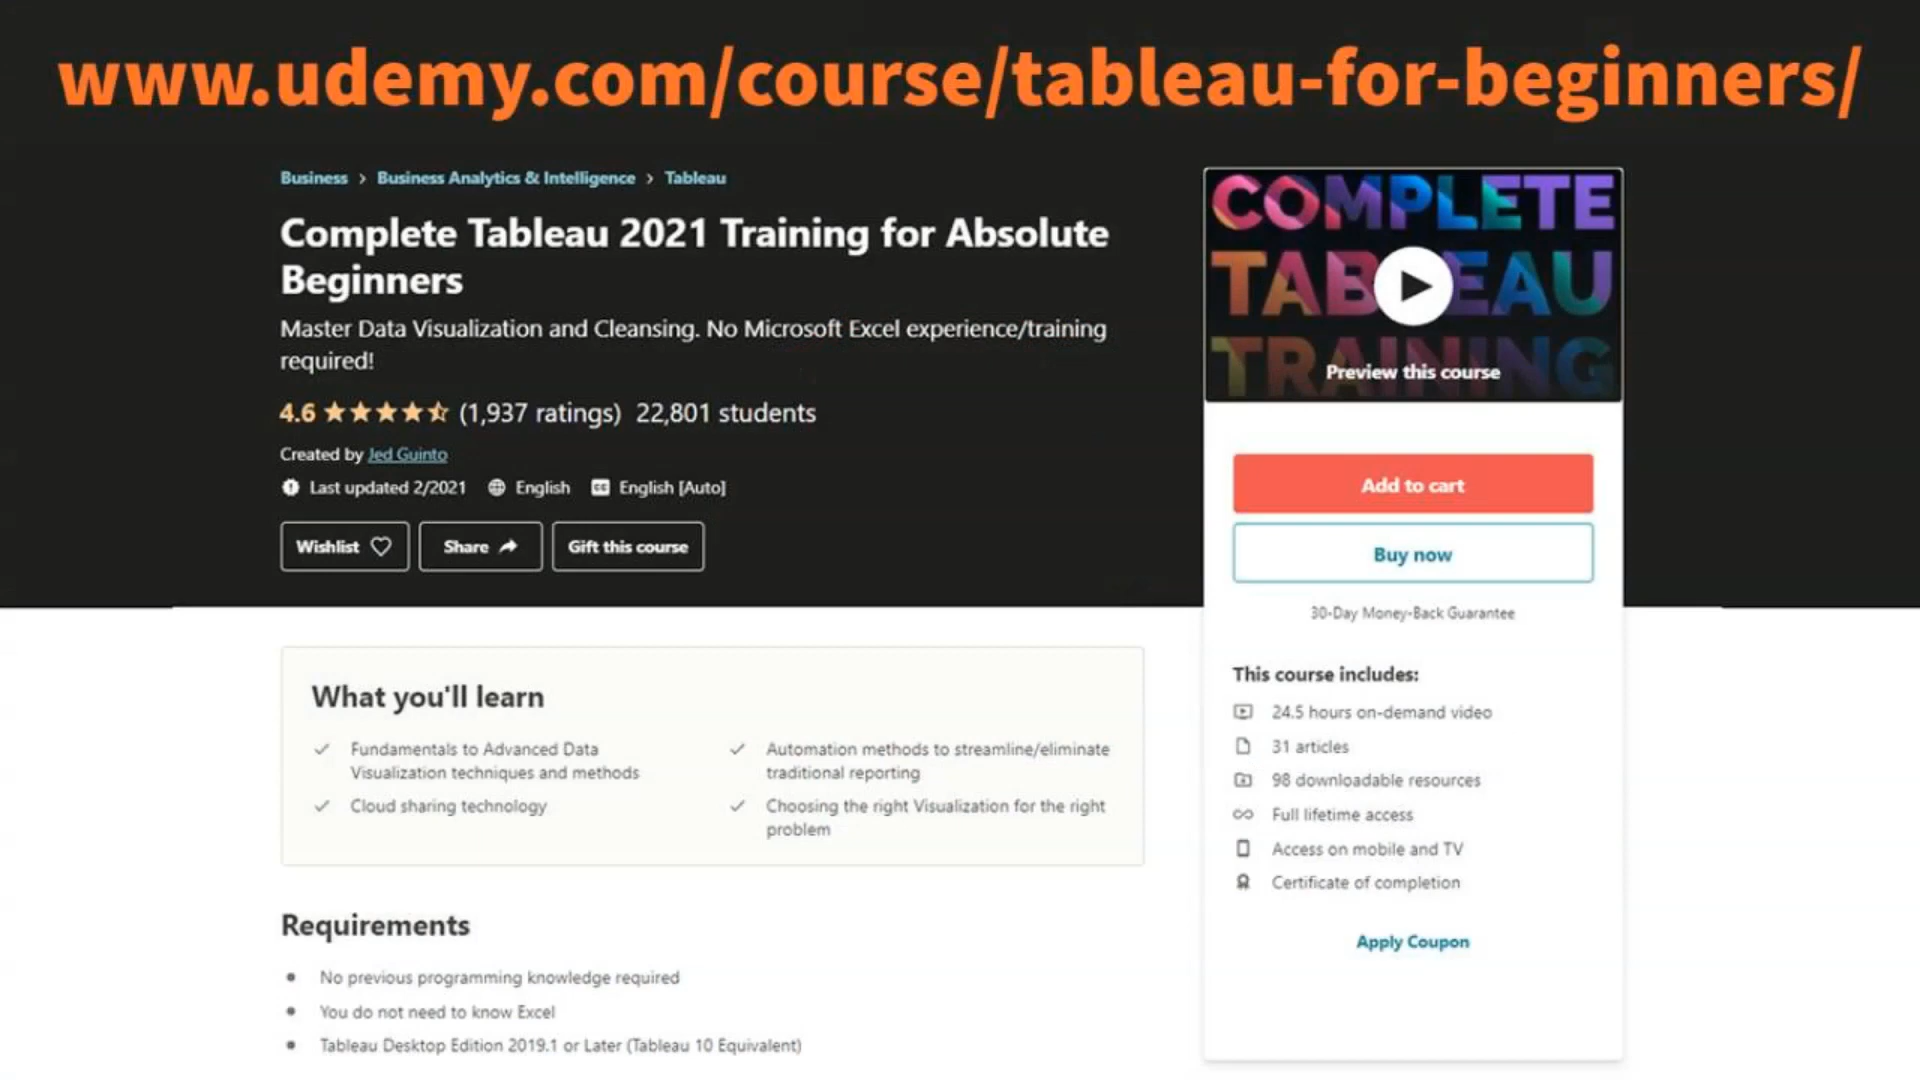 www.udemy.com/course/tableau-for-beginners/
Business > Business Analytics & Intelligence > Tableau
Complete Tableau 2021 Training for Absolute
Beginners
Master Data Visualization and Cleansing. No Microsoft Excel experience/training
required!
4.6 (1,937 ratings) 22,801 students
Created by Jed Guinto
Last updated 2/2021 English CC English [Auto]
Wishlist Share Gift this course
COMPLETE
TABLEAU
TRAINING
Preview this course
Add to cart
Buy now
30-Day Money-Back Guarantee
This course includes:
24.5 hours on-demand video
31 articles
98 downloadable resources
Full lifetime access
Access on mobile and TV
Certificate of completion
Apply Coupon
What you'll learn
Fundamentals to Advanced Data
Visualization techniques and methods
Cloud sharing technology
Automation methods to streamline/eliminate
traditional reporting
Choosing the right Visualization for the right
problem
Requirements
No previous programming knowledge required
You do not need to know Excel
Tableau Desktop Edition 2019.1 or Later (Tableau 10 Equivalent)